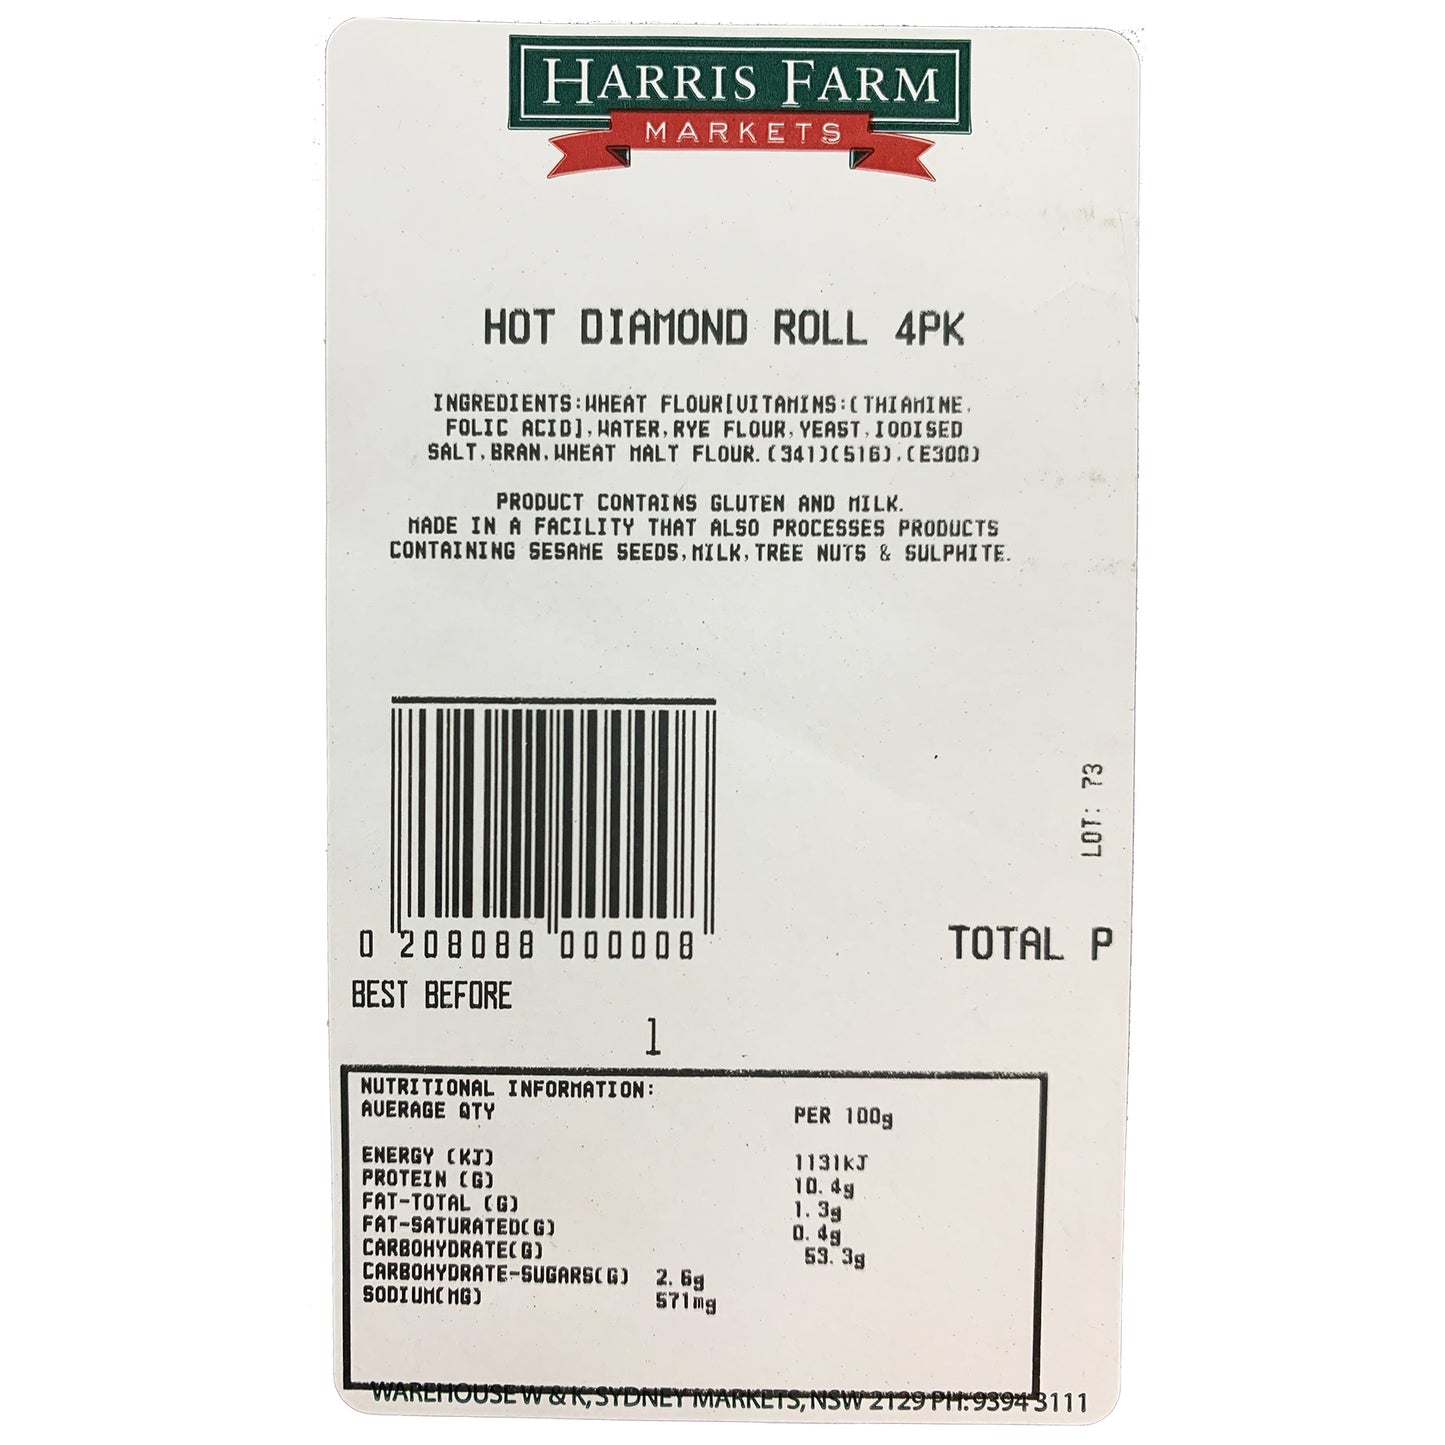 HARRIS FARM
MARKETS
HOT DIAMOND ROLL 4PK
INGREDIENTS:WHEAT FLOUR[VITAMINS:(THIAMINE,
FOLIC ACID],WATER,RYE FLOUR,YEAST,IODISED
SALT,BRAN,WHEAT MALT FLOUR.(341)(516),(E300)
PRODUCT CONTAINS GLUTEN AND MILK.
MADE IN A FACILITY THAT ALSO PROCESSES PRODUCTS
CONTAINING SESAME SEEDS,MILK,TREE NUTS & SULPHITE.
LOT: 73
0 208088 000008
TOTAL P
BEST BEFORE
1
NUTRITIONAL INFORMATION:
AVERAGE QTY PER 100g
ENERGY (KJ) 1131kJ
PROTEIN (G) 10.4g
FAT-TOTAL (G) 1.3g
FAT-SATURATED(G) 0.4g
CARBOHYDRATE(G) 53.3g
CARBOHYDRATE-SUGARS(G) 2.6g
SODIUM(MG) 571mg
WAREHOUSE W & K, SYDNEY MARKETS, NSW 2129 PH: 9394 3111